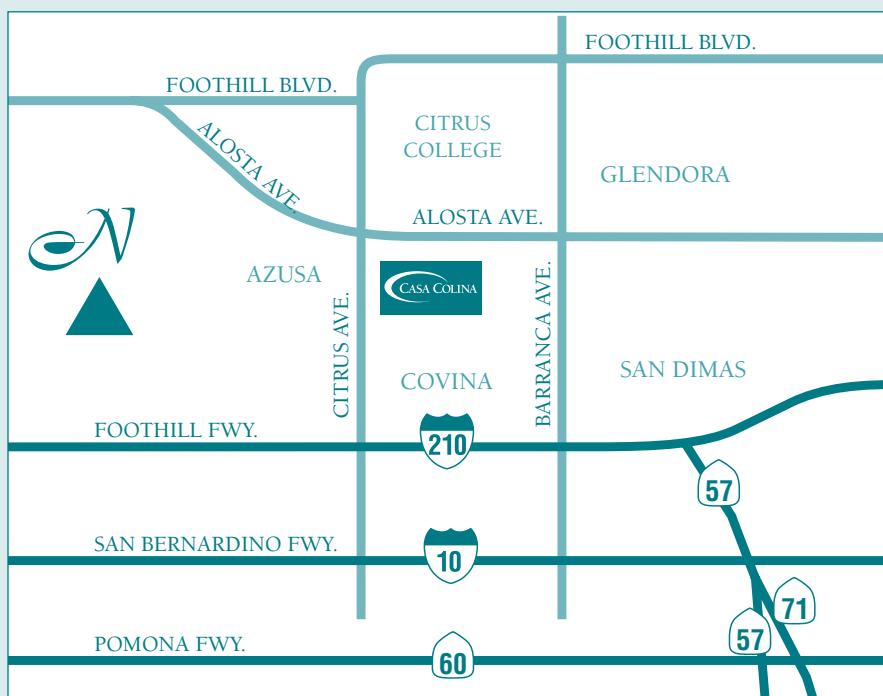 FOOTHILL BLVD.
FOOTHILL BLVD.
CITRUS
COLLEGE
ALOSTA AVE.
GLENDORA
ALOSTA AVE.
N
AZUSA
CASA COLINA
CITRUS AVE.
BARRANCA AVE.
SAN DIMAS
COVINA
FOOTHILL FWY.
210
57
SAN BERNARDINO FWY.
10
71
57
POMONA FWY.
60